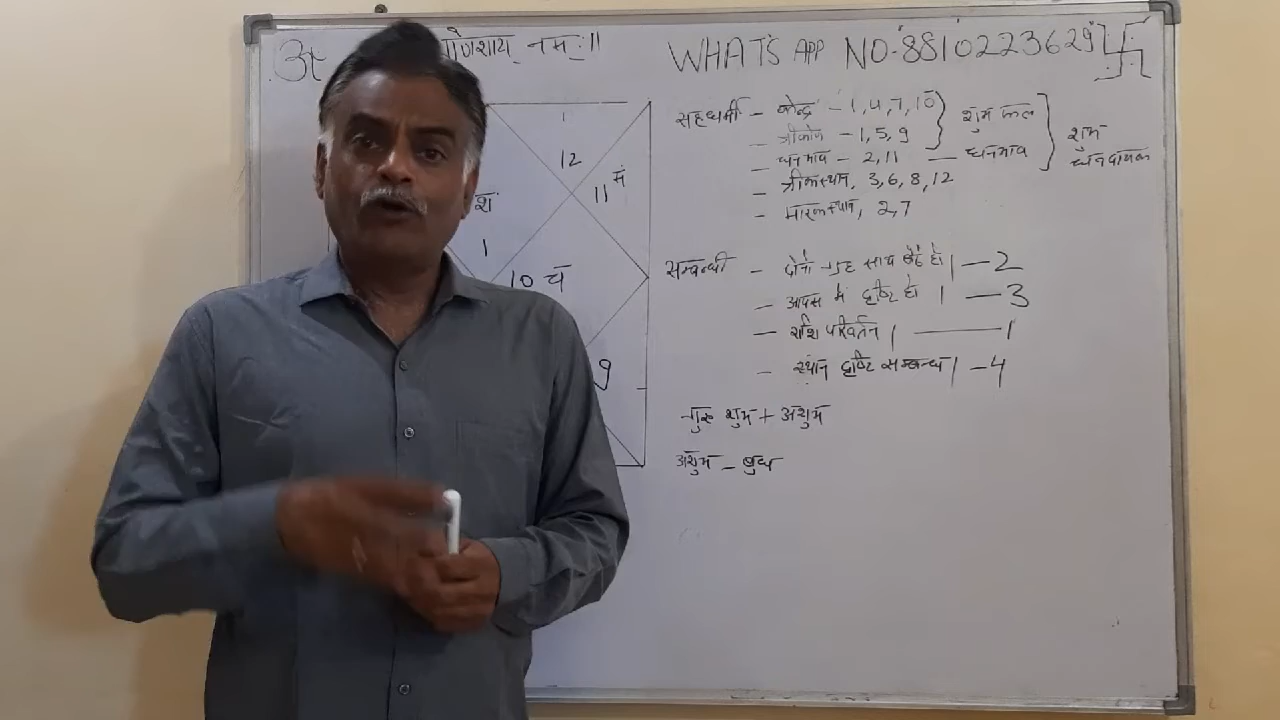 गणेशाय नमः॥
WHAT'S APP NO-8810223629
1
12
11 मं
श
1
10 चं
9
सहधर्मी - केन्द्र - 1, 4, 7, 10 } शुभ फल } शुभ
- त्रीकोण - 1, 5, 9
- धनभाव - 2, 11 - धनभाव धनदायक
- त्रीकस्थान, 3, 6, 8, 12
- मारकस्थान, 2, 7
सम्बन्धी - दोनो ग्रह साथ बैठे हो। - 2
- आपस में दृष्टि हो। - 3
- राशि परिवर्तन। - 1
- स्थान दृष्टि सम्बन्ध। - 4
गुरु शुभ + अशुभ
अशुभ - बुध